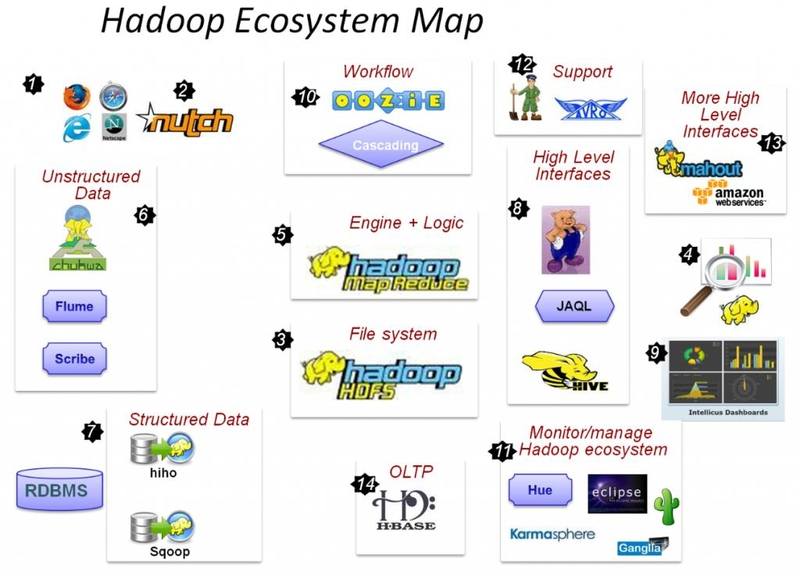 Hadoop Ecosystem Map
1
2
Netscape
nutch
10
Workflow
OOZiE
Cascading
12
Support
AVRO
More High
Level
Interfaces
13
mahout
amazon
webservices™
Unstructured
Data
6
chukwa
Flume
Scribe
5
Engine + Logic
hadoop
Map Reduce
3
File system
hadoop
HDFS
High Level
Interfaces
8
JAQL
HIVE
4
9
Intellicus Dashboards
7
Structured Data
hiho
RDBMS
Sqoop
OLTP
14
H·BASE
Monitor/manage
11
Hadoop ecosystem
Hue
eclipse
Karmasphere
Ganglia